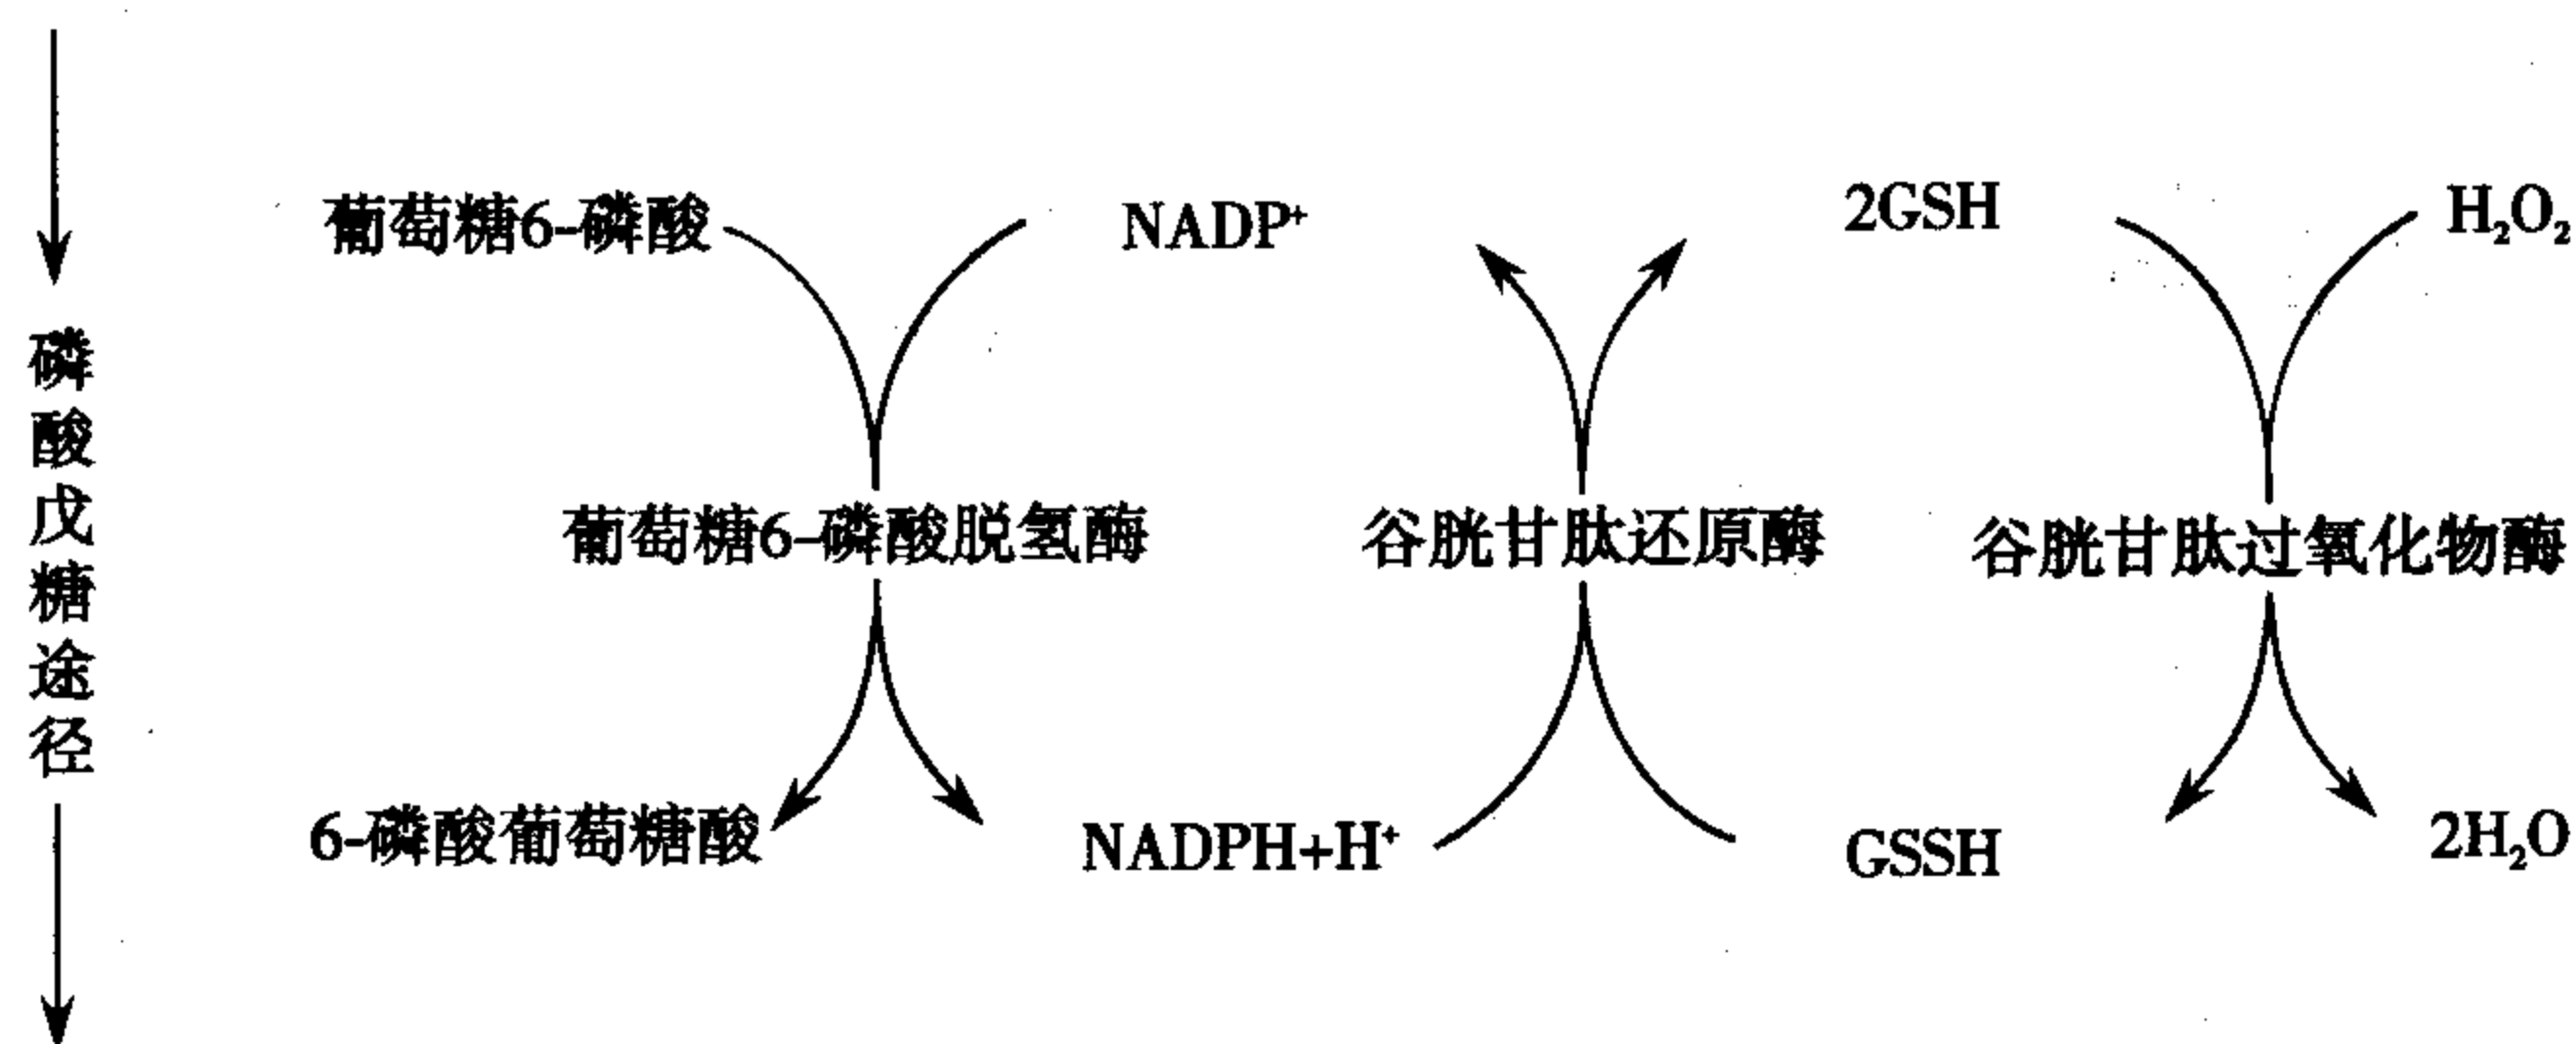 磷酸戊糖途径
葡萄糖6-磷酸 NADP⁺ 2GSH H₂O₂
葡萄糖6-磷酸脱氢酶 谷胱甘肽还原酶 谷胱甘肽过氧化物酶
6-磷酸葡萄糖酸 NADPH+H⁺ GSSH 2H₂O